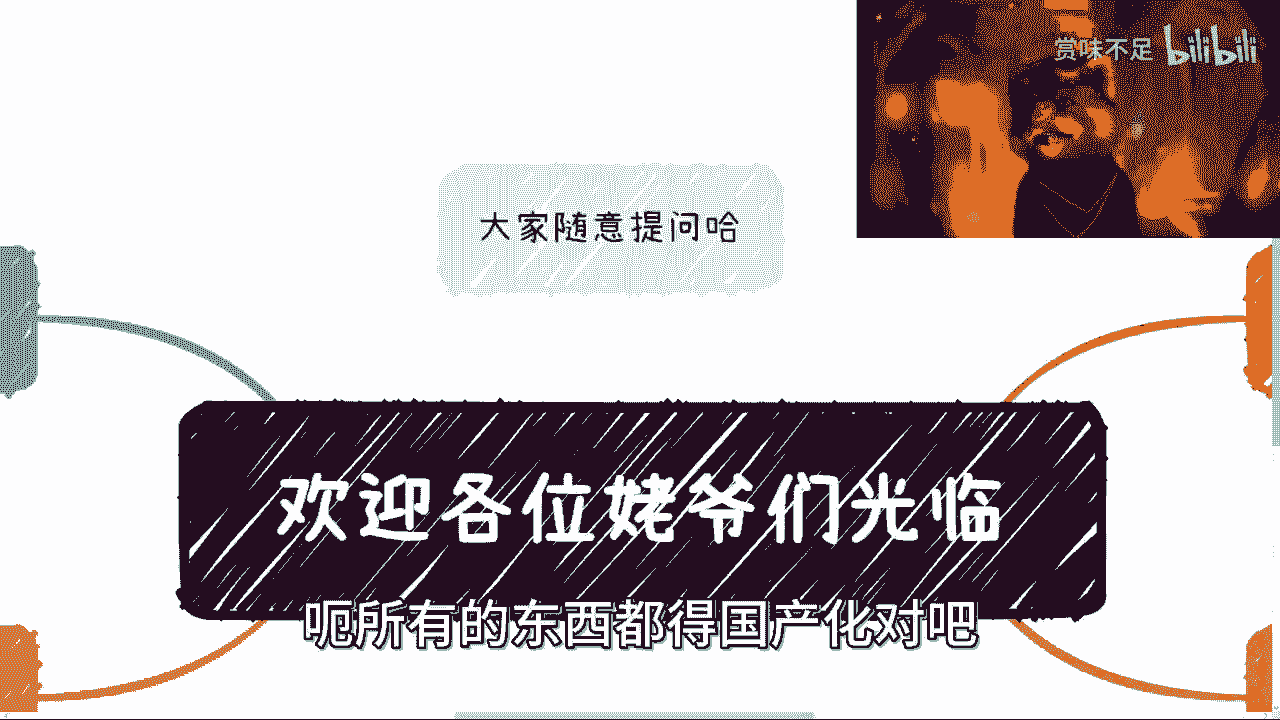 赏味不足 bilibili
大家随意提问哈
欢迎各位姥爷们光临
呃所有的东西都得国产化对吧